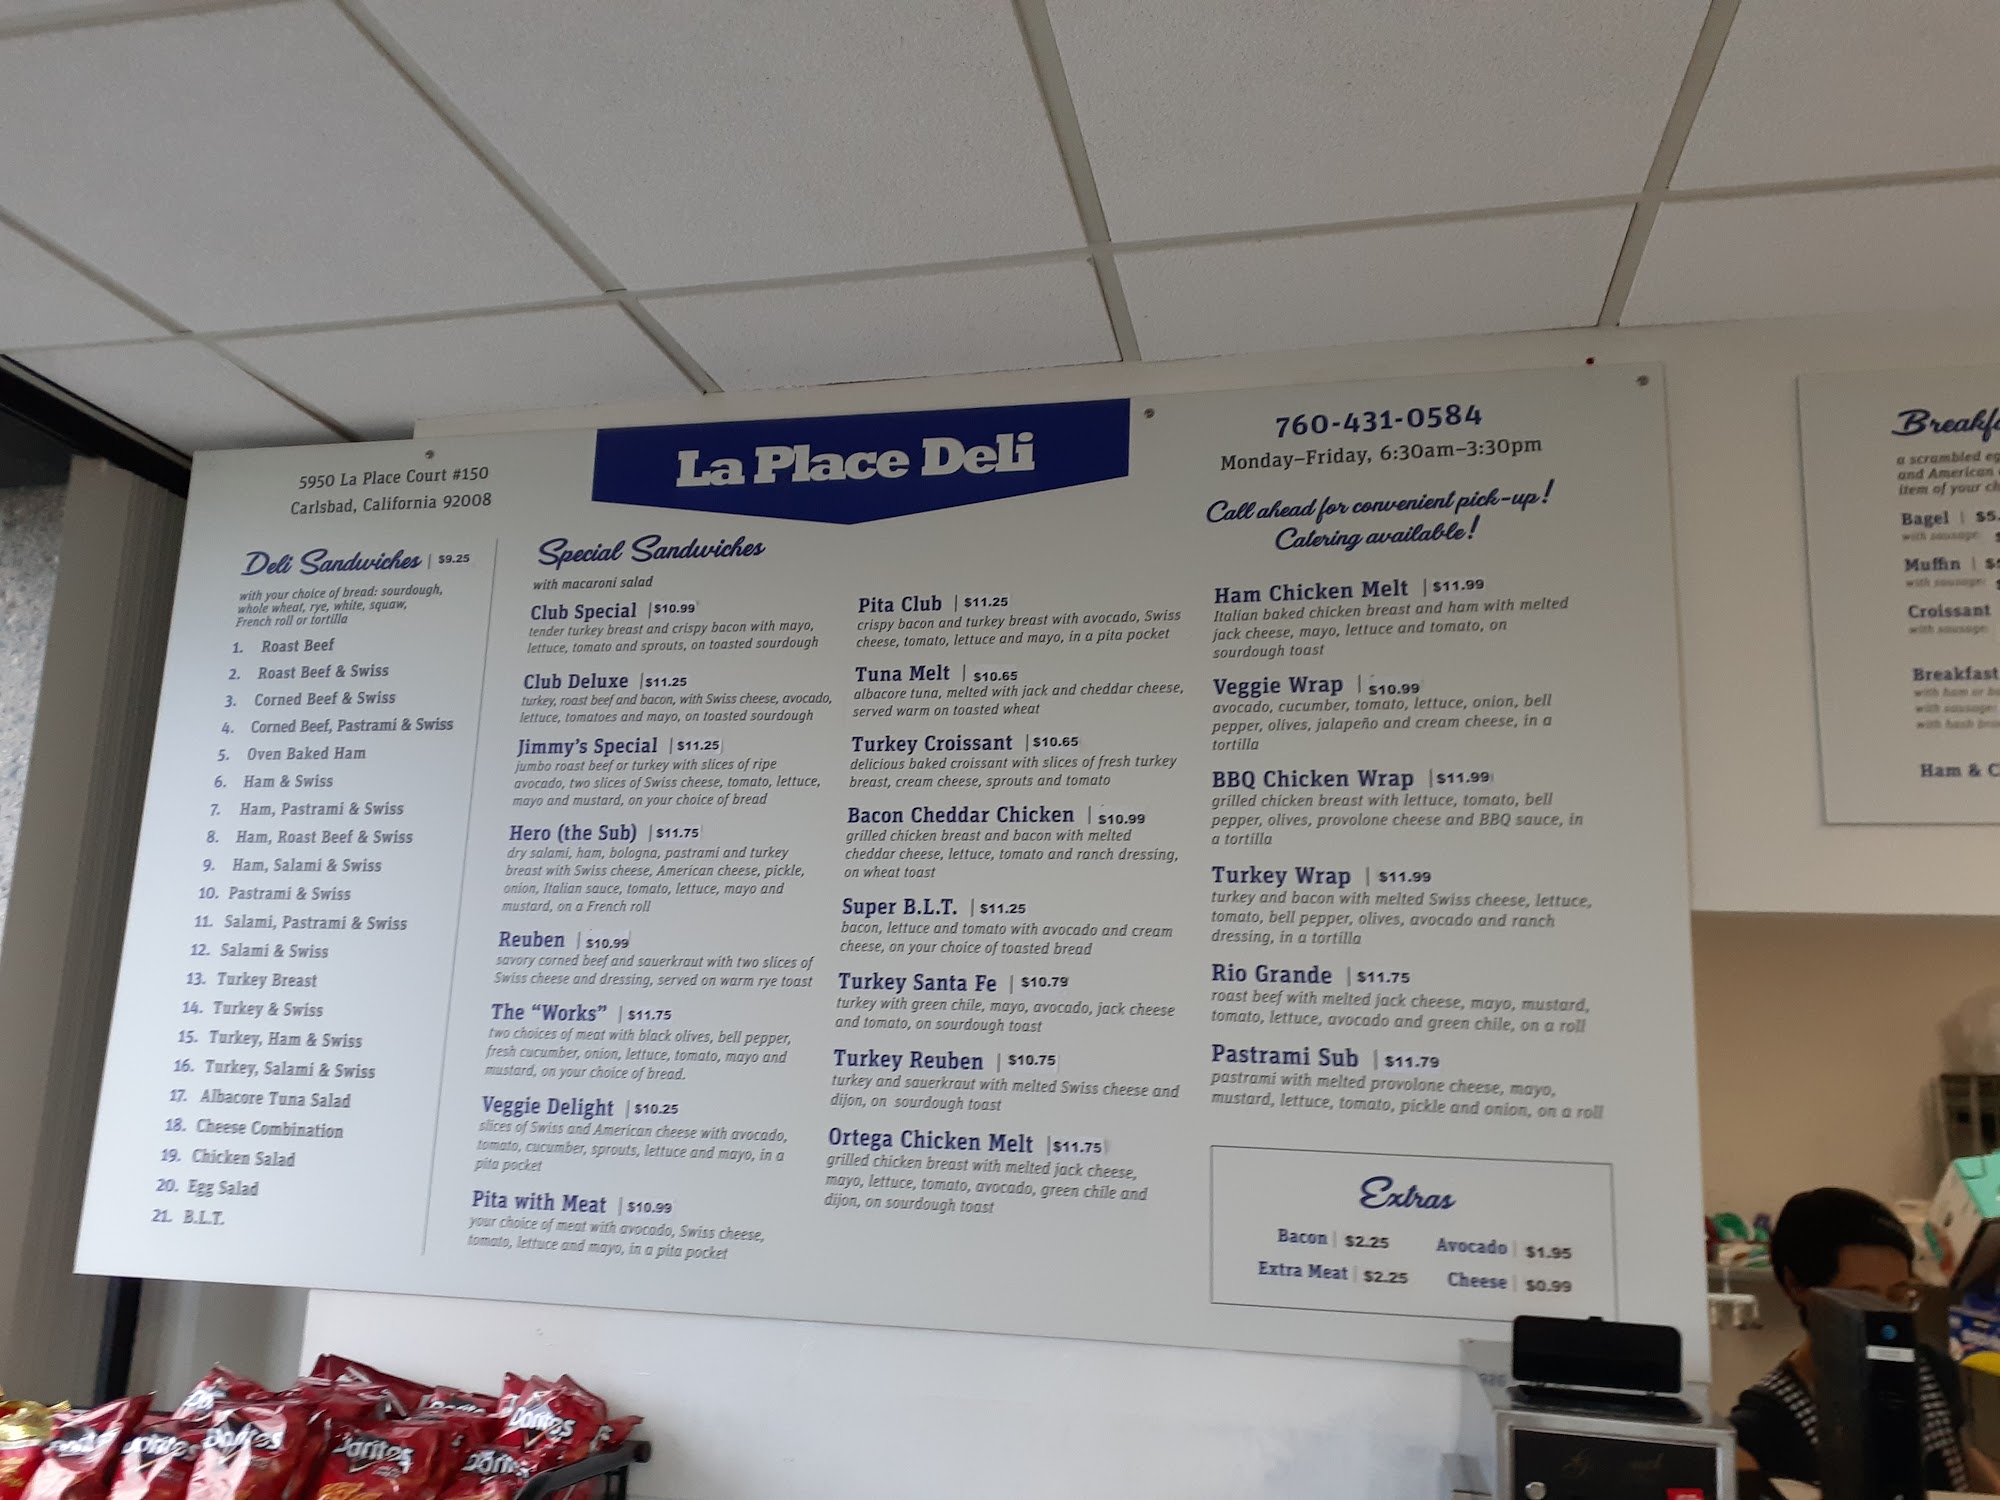 5950 La Place Court #150
Carlsbad, California 92008
La Place Deli
760-431-0584
Monday–Friday, 6:30am–3:30pm
Call ahead for convenient pick-up!
Catering available!
Deli Sandwiches | $9.25
with your choice of bread: sourdough,
whole wheat, rye, white, squaw,
French roll or tortilla
1. Roast Beef
2. Roast Beef & Swiss
3. Corned Beef & Swiss
4. Corned Beef, Pastrami & Swiss
5. Oven Baked Ham
6. Ham & Swiss
7. Ham, Pastrami & Swiss
8. Ham, Roast Beef & Swiss
9. Ham, Salami & Swiss
10. Pastrami & Swiss
11. Salami, Pastrami & Swiss
12. Salami & Swiss
13. Turkey Breast
14. Turkey & Swiss
15. Turkey, Ham & Swiss
16. Turkey, Salami & Swiss
17. Albacore Tuna Salad
18. Cheese Combination
19. Chicken Salad
20. Egg Salad
21. B.L.T.
Special Sandwiches
with macaroni salad
Club Special | $10.99
tender turkey breast and crispy bacon with mayo,
lettuce, tomato and sprouts, on toasted sourdough
Club Deluxe | $11.25
turkey, roast beef and bacon, with Swiss cheese, avocado,
lettuce, tomatoes and mayo, on toasted sourdough
Jimmy's Special | $11.25
jumbo roast beef or turkey with slices of ripe
avocado, two slices of Swiss cheese, tomato, lettuce,
mayo and mustard, on your choice of bread
Hero (the Sub) | $11.75
dry salami, ham, bologna, pastrami and turkey
breast with Swiss cheese, American cheese, pickle,
onion, Italian sauce, tomato, lettuce, mayo and
mustard, on a French roll
Reuben | $10.99
savory corned beef and sauerkraut with two slices of
Swiss cheese and dressing, served on warm rye toast
The "Works" | $11.75
two choices of meat with black olives, bell pepper,
fresh cucumber, onion, lettuce, tomato, mayo and
mustard, on your choice of bread.
Veggie Delight | $10.25
slices of Swiss and American cheese with avocado,
tomato, cucumber, sprouts, lettuce and mayo, in a
pita pocket
Pita with Meat | $10.99
your choice of meat with avocado, Swiss cheese,
tomato, lettuce and mayo, in a pita pocket
Pita Club | $11.25
crispy bacon and turkey breast with avocado, Swiss
cheese, tomato, lettuce and mayo, in a pita pocket
Tuna Melt | $10.65
albacore tuna, melted with jack and cheddar cheese,
served warm on toasted wheat
Turkey Croissant | $10.65
delicious baked croissant with slices of fresh turkey
breast, cream cheese, sprouts and tomato
Bacon Cheddar Chicken | $10.99
grilled chicken breast and bacon with melted
cheddar cheese, lettuce, tomato and ranch dressing,
on wheat toast
Super B.L.T. | $11.25
bacon, lettuce and tomato with avocado and cream
cheese, on your choice of toasted bread
Turkey Santa Fe | $10.79
turkey with green chile, mayo, avocado, jack cheese
and tomato, on sourdough toast
Turkey Reuben | $10.75
turkey and sauerkraut with melted Swiss cheese and
dijon, on sourdough toast
Ortega Chicken Melt | $11.75
grilled chicken breast with melted jack cheese,
mayo, lettuce, tomato, avocado, green chile and
dijon, on sourdough toast
Ham Chicken Melt | $11.99
Italian baked chicken breast and ham with melted
jack cheese, mayo, lettuce and tomato, on
sourdough toast
Veggie Wrap | $10.99
avocado, cucumber, tomato, lettuce, onion, bell
pepper, olives, jalapeño and cream cheese, in a
tortilla
BBQ Chicken Wrap | $11.99
grilled chicken breast with lettuce, tomato, bell
pepper, olives, provolone cheese and BBQ sauce, in
a tortilla
Turkey Wrap | $11.99
turkey and bacon with melted Swiss cheese, lettuce,
tomato, bell pepper, olives, avocado and ranch
dressing, in a tortilla
Rio Grande | $11.75
roast beef with melted jack cheese, mayo, mustard,
tomato, lettuce, avocado and green chile, on a roll
Pastrami Sub | $11.79
pastrami with melted provolone cheese, mayo,
mustard, lettuce, tomato, pickle and onion, on a roll
Extras
Bacon | $2.25 Avocado | $1.95
Extra Meat | $2.25 Cheese | $0.99
Breakf
a scrambled eg
and American
item of your ch
Bagel | $5.
with sausage
Muffin | $
with sausage
Croissant
with sausage
Breakfast
with ham or
with sausage
with hash
Ham & C
Doritos
Doritos
Doritos
Doritos
Doritos